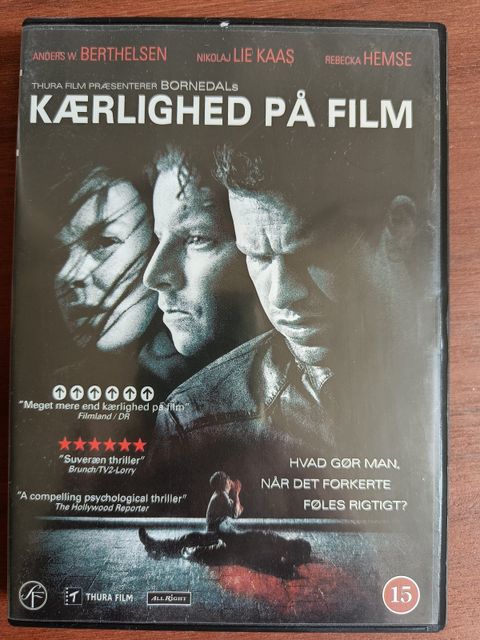 ANDERS W. BERTHELSEN NIKOLAJ LIE KAAS REBECKA HEMSE
THURA FILM PRÆSENTERER BORNEDALs
KÆRLIGHED PÅ FILM
"Meget mere end kærlighed på film"
Filmland / DR
"Suveræn thriller"
Brunch/TV2-Lorry
"A compelling psychological thriller"
The Hollywood Reporter
HVAD GØR MAN,
NÅR DET FORKERTE
FØLES RIGTIGT?
SF
THURA FILM
ALL RIGHT
15